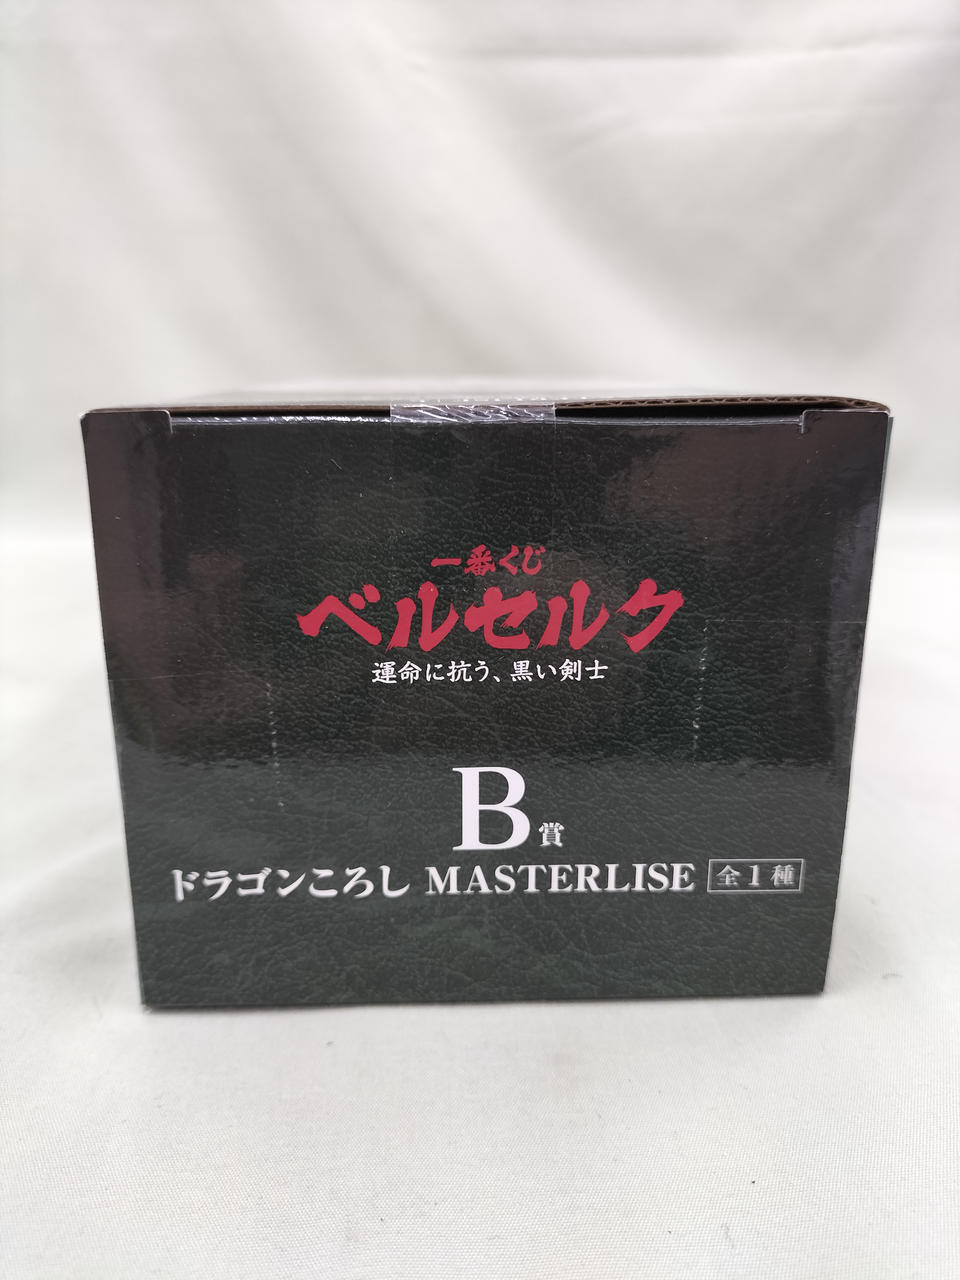 一番くじ
ベルセルク
運命に抗う、黒い剣士
B賞
ドラゴンころし MASTERLISE 全1種